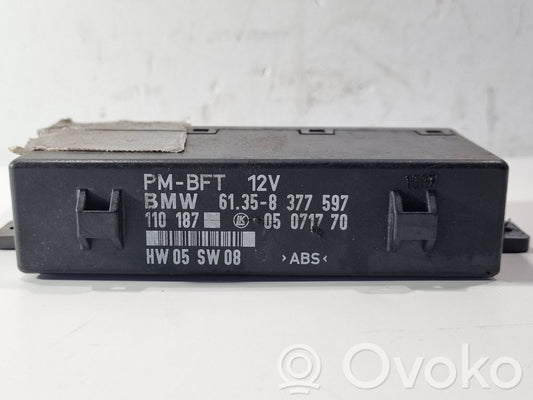 PM-BFT 12V
BMW 61.35-8 377 597
110 187 LK 05 0717 70
HW 05 SW 08 >ABS<
Ovoko